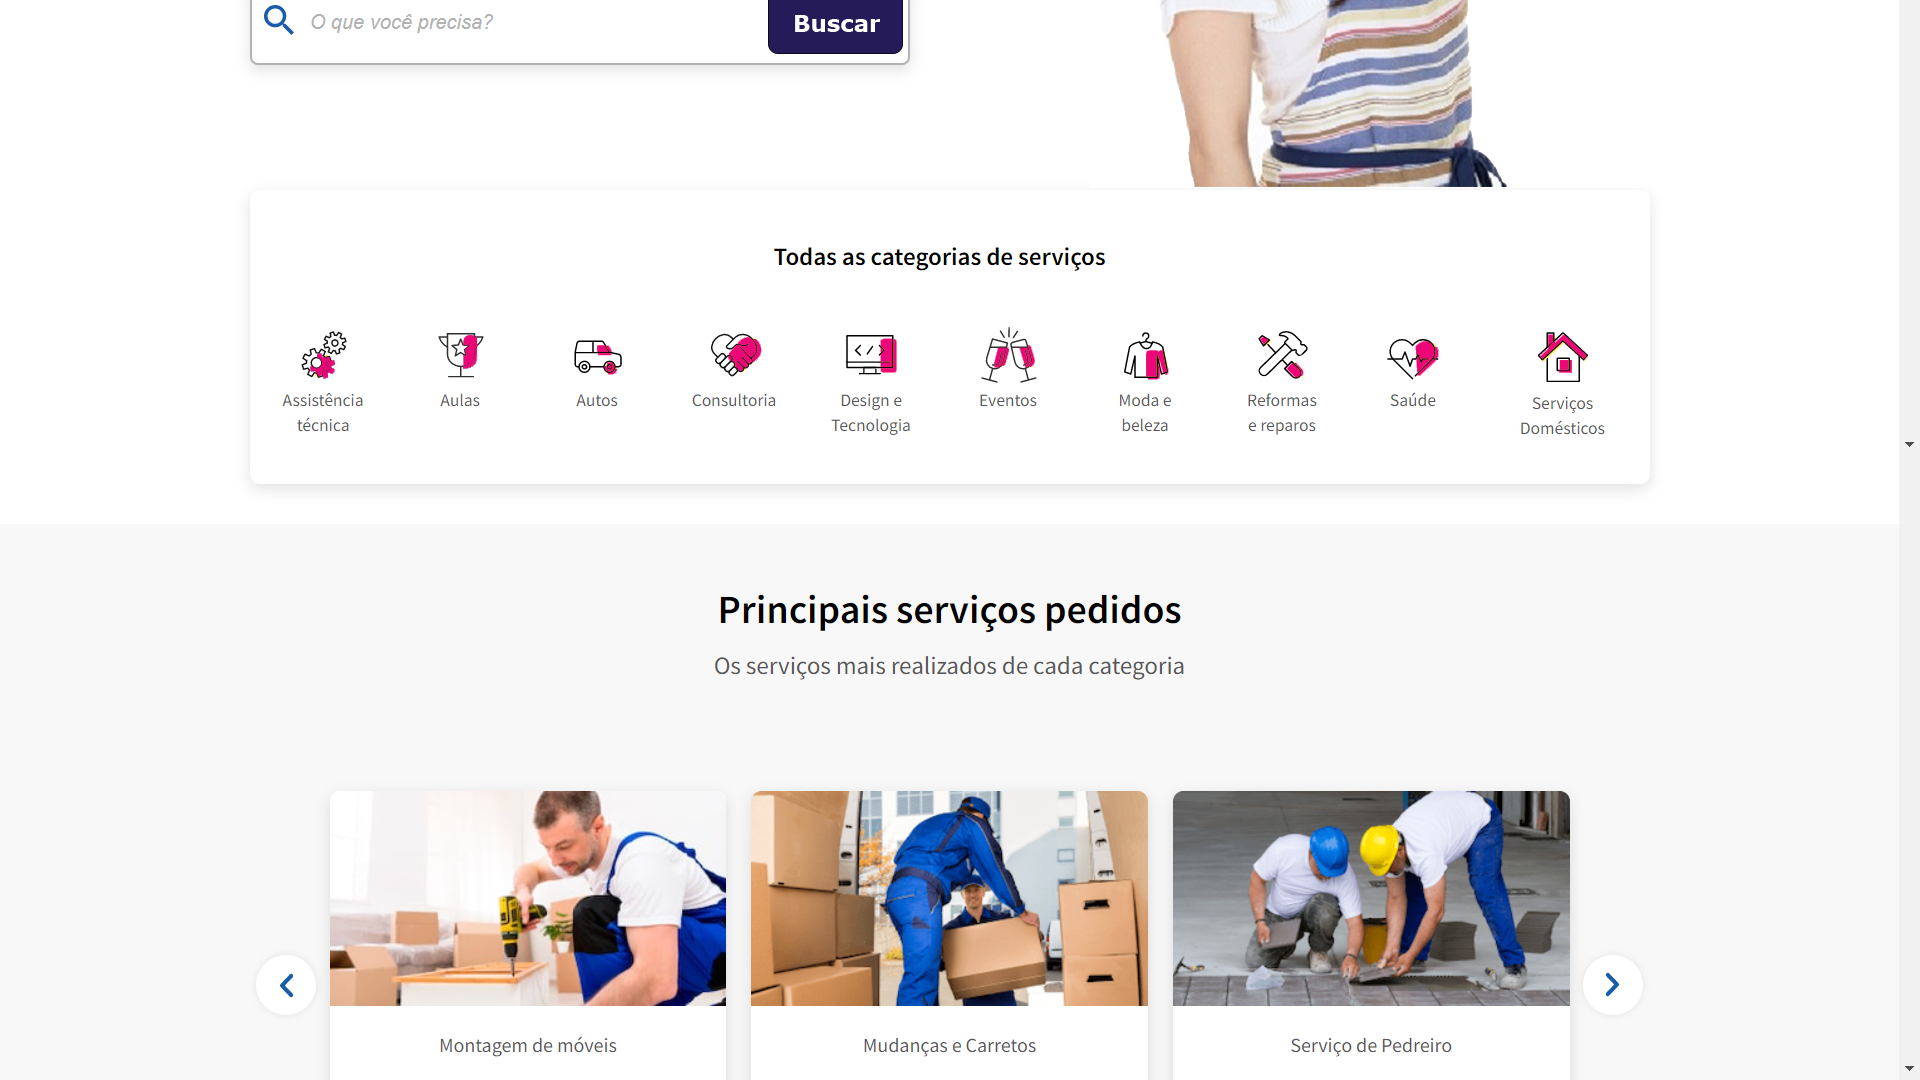 O que você precisa?
Buscar
Todas as categorias de serviços
Assistência
técnica
Aulas
Autos
Consultoria
Design e
Tecnologia
Eventos
Moda e
beleza
Reformas
e reparos
Saúde
Serviços
Domésticos
Principais serviços pedidos
Os serviços mais realizados de cada categoria
Montagem de móveis
Mudanças e Carretos
Serviço de Pedreiro